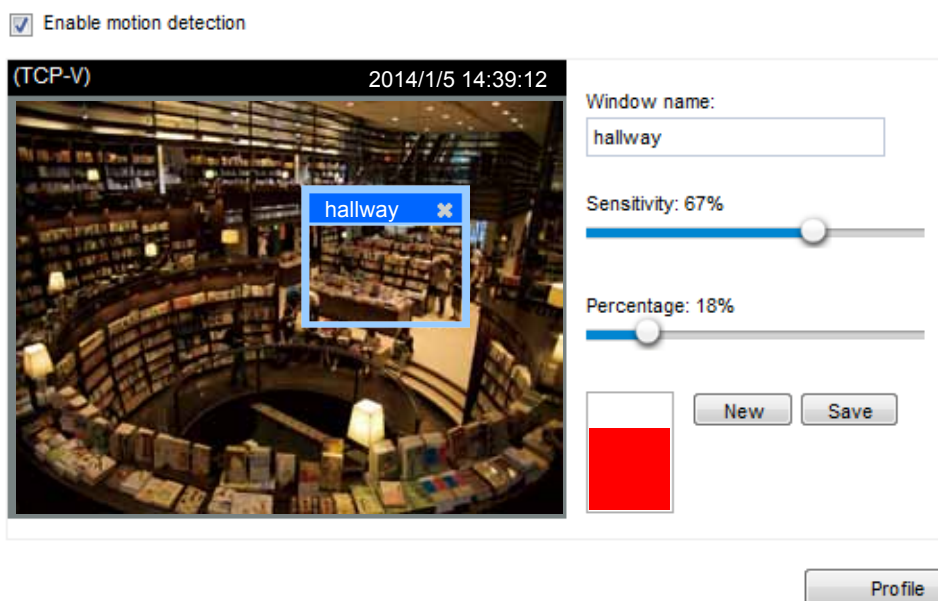 Enable motion detection
(TCP-V) 2014/1/5 14:39:12
Window name:
hallway
hallway
Sensitivity: 67%
Percentage: 18%
New Save
Profile